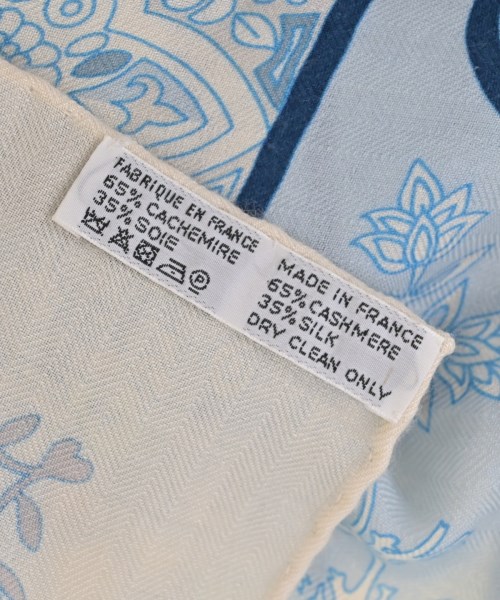 FABRIQUE EN FRANCE
65% CACHEMIRE
35% SOIE
P
MADE IN FRANCE
65% CASHMERE
35% SILK
DRY CLEAN ONLY